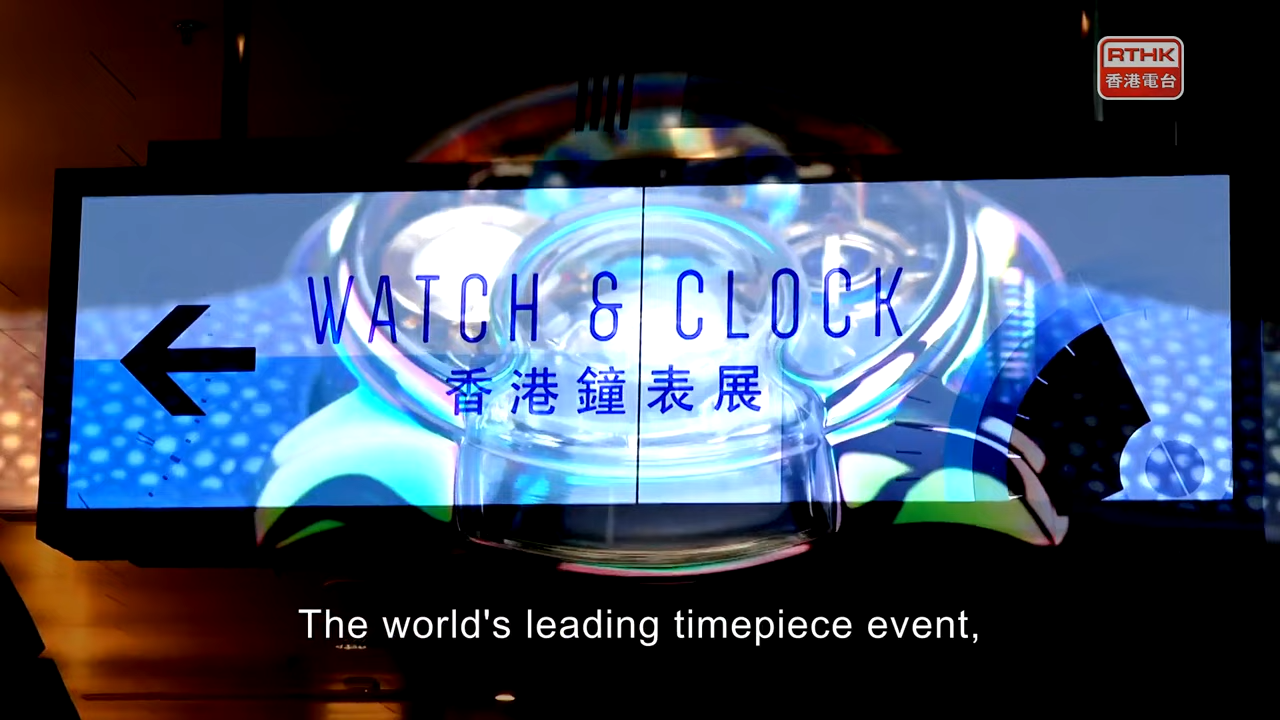 RTHK
香港電台
WATCH & CLOCK
香港鐘表展
The world's leading timepiece event,